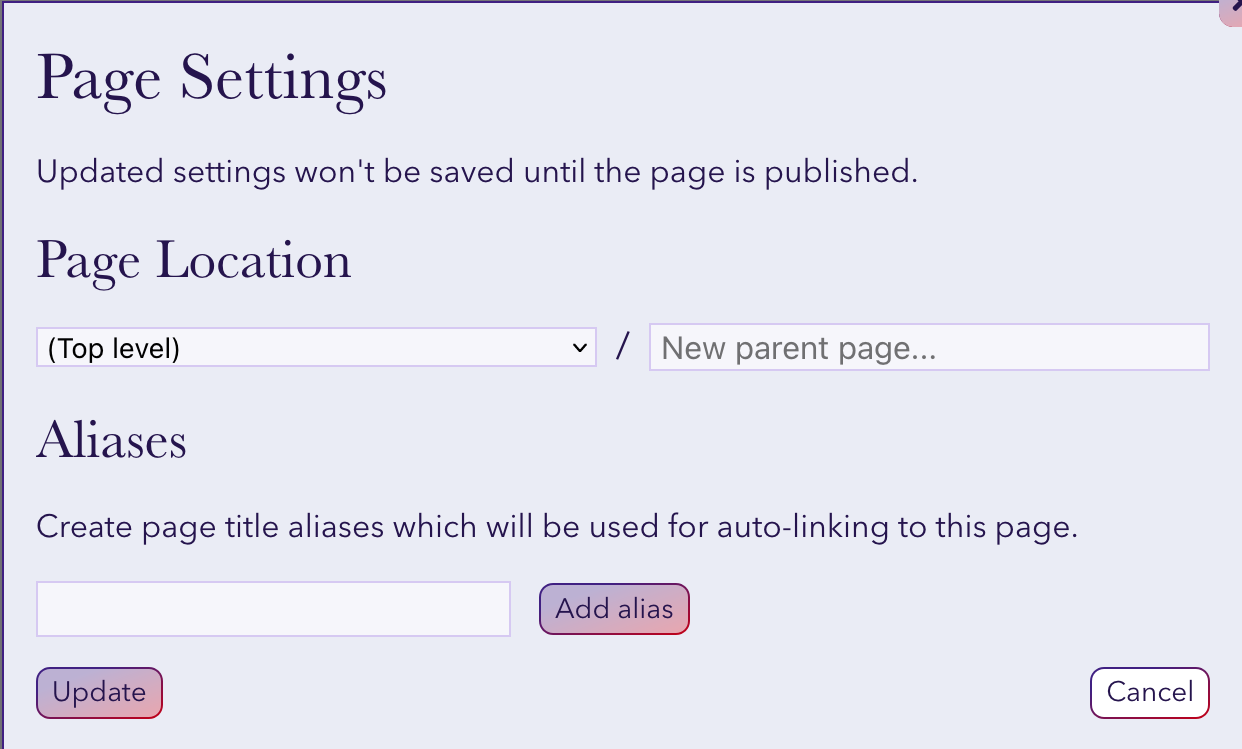 Page Settings
Updated settings won't be saved until the page is published.
Page Location
(Top level) / New parent page...
Aliases
Create page title aliases which will be used for auto-linking to this page.
Add alias
Update Cancel